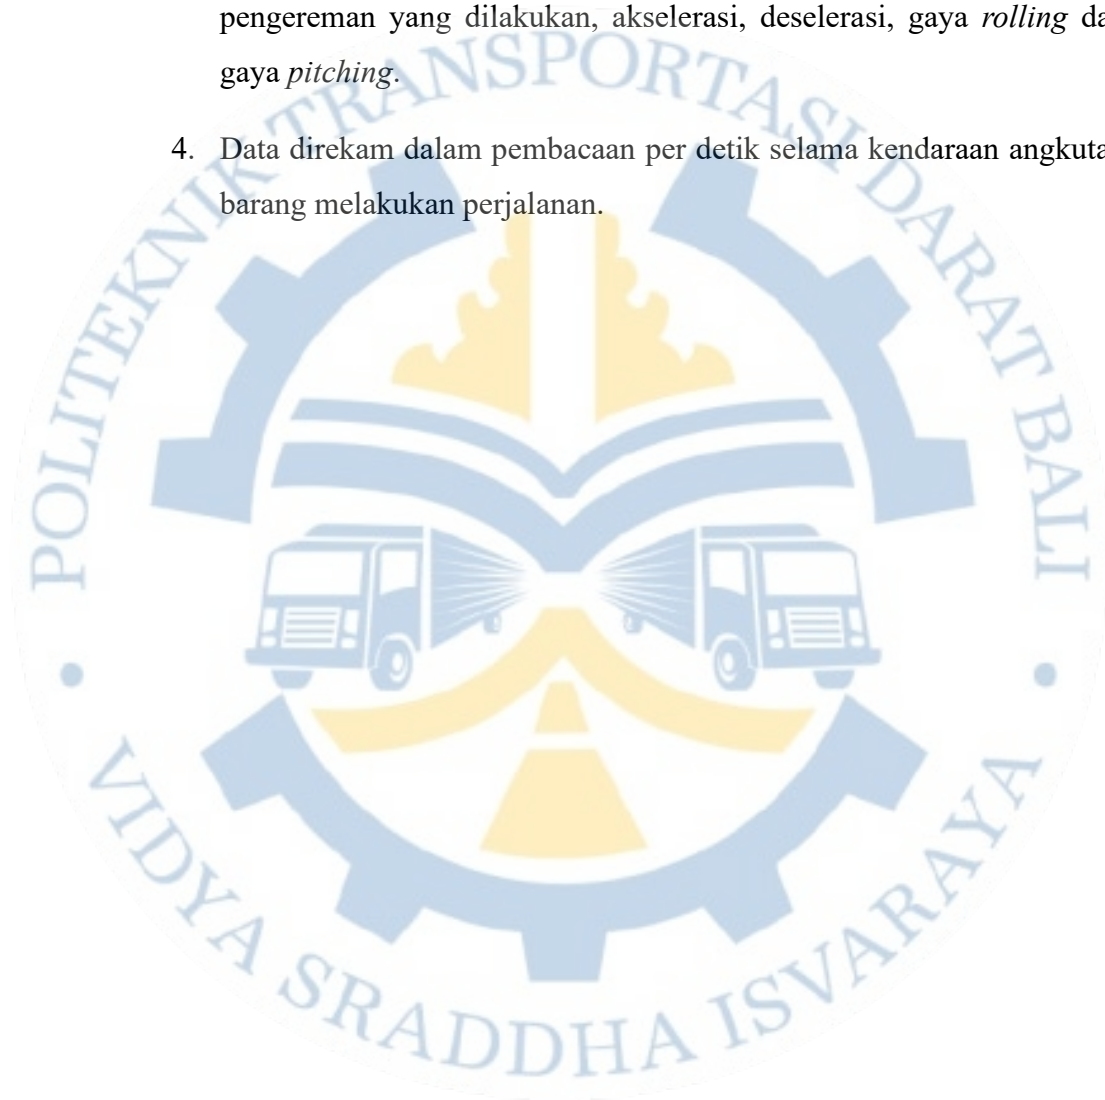 pengereman yang dilakukan, akselerasi, deselerasi, gaya rolling da
gaya pitching.
4. Data direkam dalam pembacaan per detik selama kendaraan angkuta
barang melakukan perjalanan.
POLITEKNIK TRANSPORTASI DARAT BALI
VIDYA SRADDHA ISVARAYA